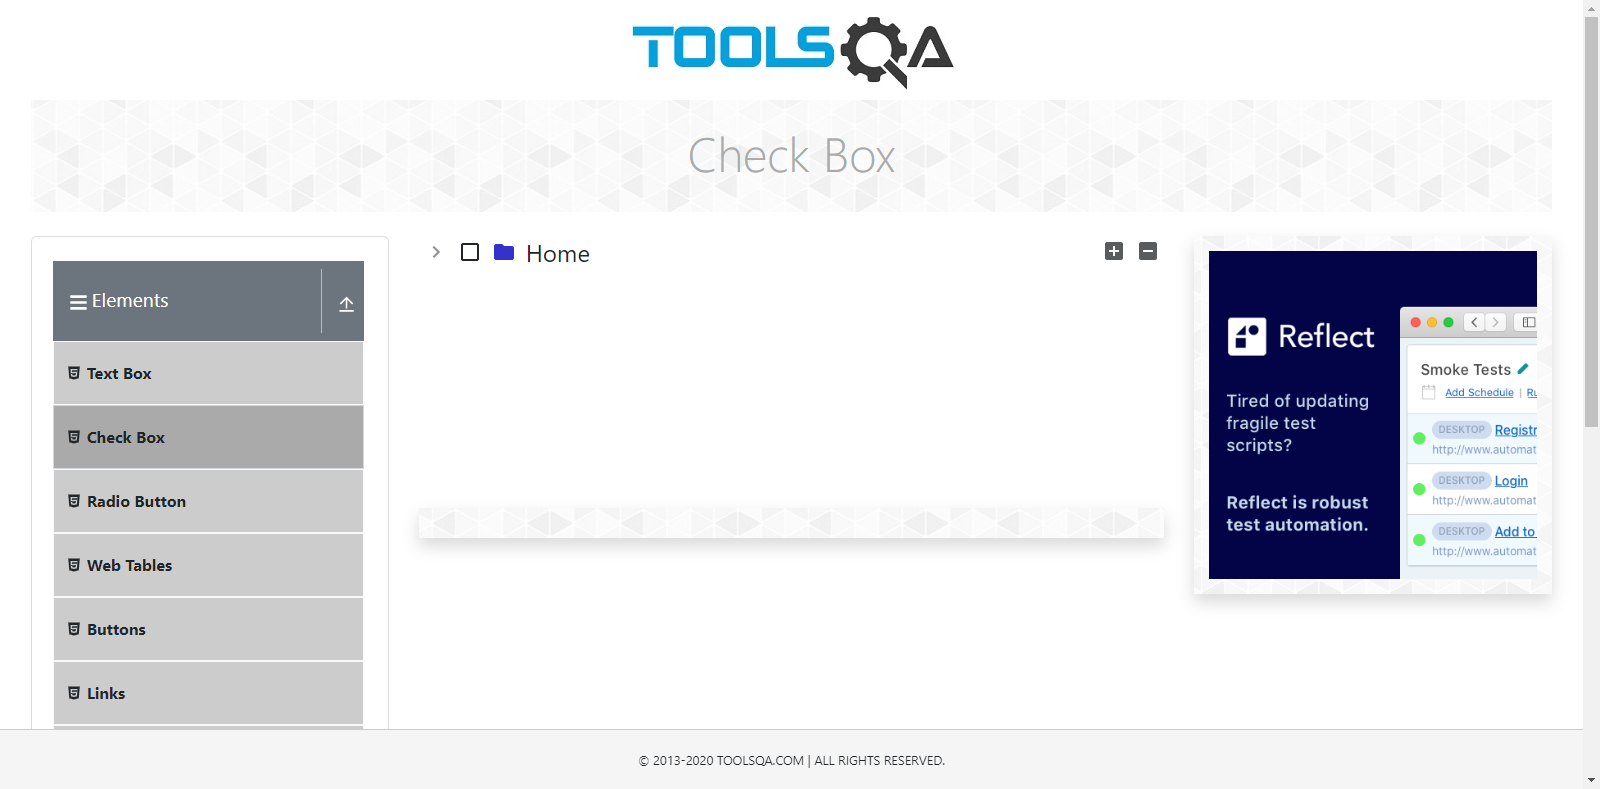 TOOLSQA
Check Box
Elements
Text Box
Check Box
Radio Button
Web Tables
Buttons
Links
Home
Reflect
Tired of updating
fragile test
scripts?
Reflect is robust
test automation.
Smoke Tests
Add Schedule | Ru
DESKTOP Registr
http://www.automat
DESKTOP Login
http://www.automat
DESKTOP Add to
http://www.automat
© 2013-2020 TOOLSQA.COM | ALL RIGHTS RESERVED.